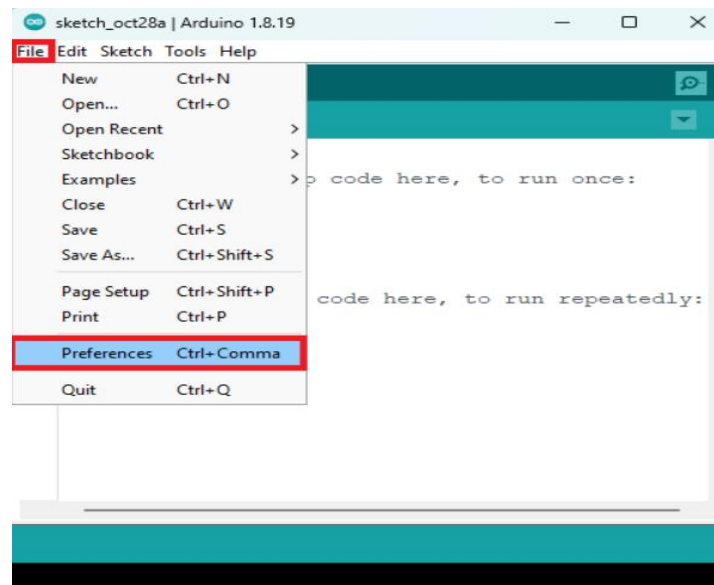 sketch_oct28a | Arduino 1.8.19
File Edit Sketch Tools Help
New Ctrl+N
Open... Ctrl+O
Open Recent >
Sketchbook >
Examples >
code here, to run once:
Close Ctrl+W
Save Ctrl+S
Save As... Ctrl+Shift+S
Page Setup Ctrl+Shift+P
code here, to run repeatedly:
Print Ctrl+P
Preferences Ctrl+Comma
Quit Ctrl+Q